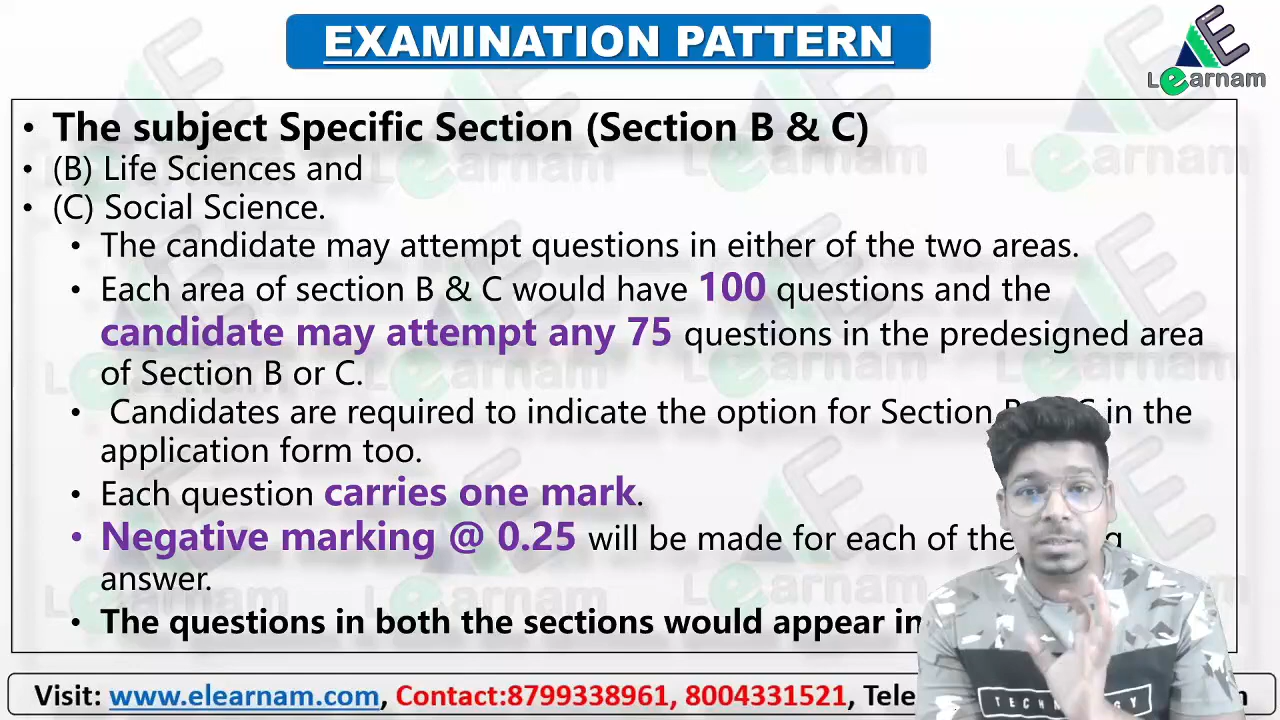 EXAMINATION PATTERN
Learnam
• The subject Specific Section (Section B & C)
• (B) Life Sciences and
• (C) Social Science.
• The candidate may attempt questions in either of the two areas.
• Each area of section B & C would have 100 questions and the
candidate may attempt any 75 questions in the predesigned area
of Section B or C.
• Candidates are required to indicate the option for Section in the
application form too.
• Each question carries one mark.
• Negative marking @ 0.25 will be made for each of the
answer.
• The questions in both the sections would appear in
TECHNOLOGY
Visit: www.elearnam.com, Contact:8799338961, 8004331521, Tele